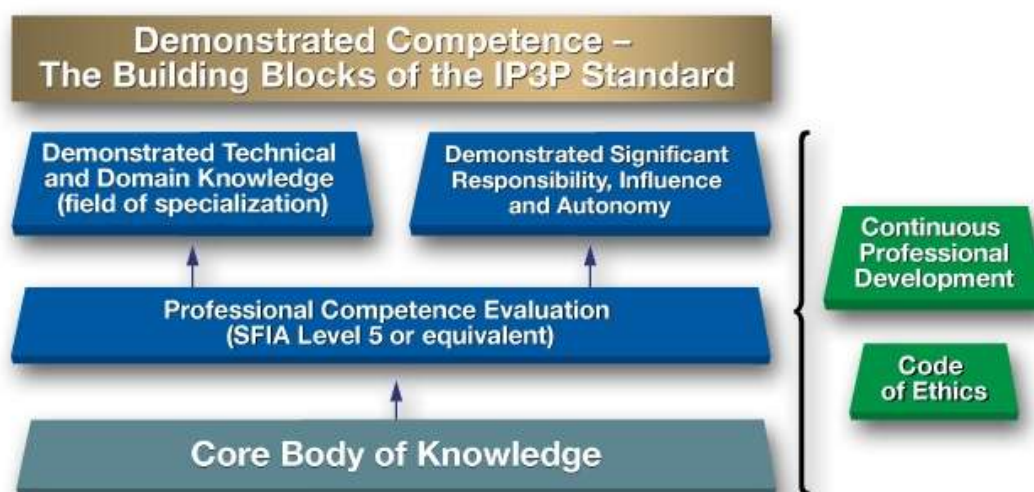 Demonstrated Competence –
The Building Blocks of the IP3P Standard
Demonstrated Technical
and Domain Knowledge
(field of specialization)
Demonstrated Significant
Responsibility, Influence
and Autonomy
Professional Competence Evaluation
(SFIA Level 5 or equivalent)
Core Body of Knowledge
Continuous
Professional
Development
Code
of Ethics